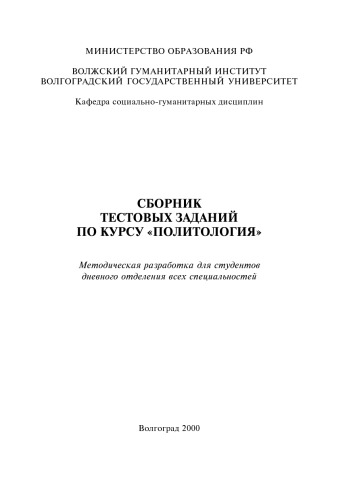 МИНИСТЕРСТВО ОБРАЗОВАНИЯ РФ
ВОЛЖСКИЙ ГУМАНИТАРНЫЙ ИНСТИТУТ
ВОЛГОГРАДСКИЙ ГОСУДАРСТВЕННЫЙ УНИВЕРСИТЕТ
Кафедра социально-гуманитарных дисциплин
СБОРНИК
ТЕСТОВЫХ ЗАДАНИЙ
ПО КУРСУ «ПОЛИТОЛОГИЯ»
Методическая разработка для студентов
дневного отделения всех специальностей
Волгоград 2000